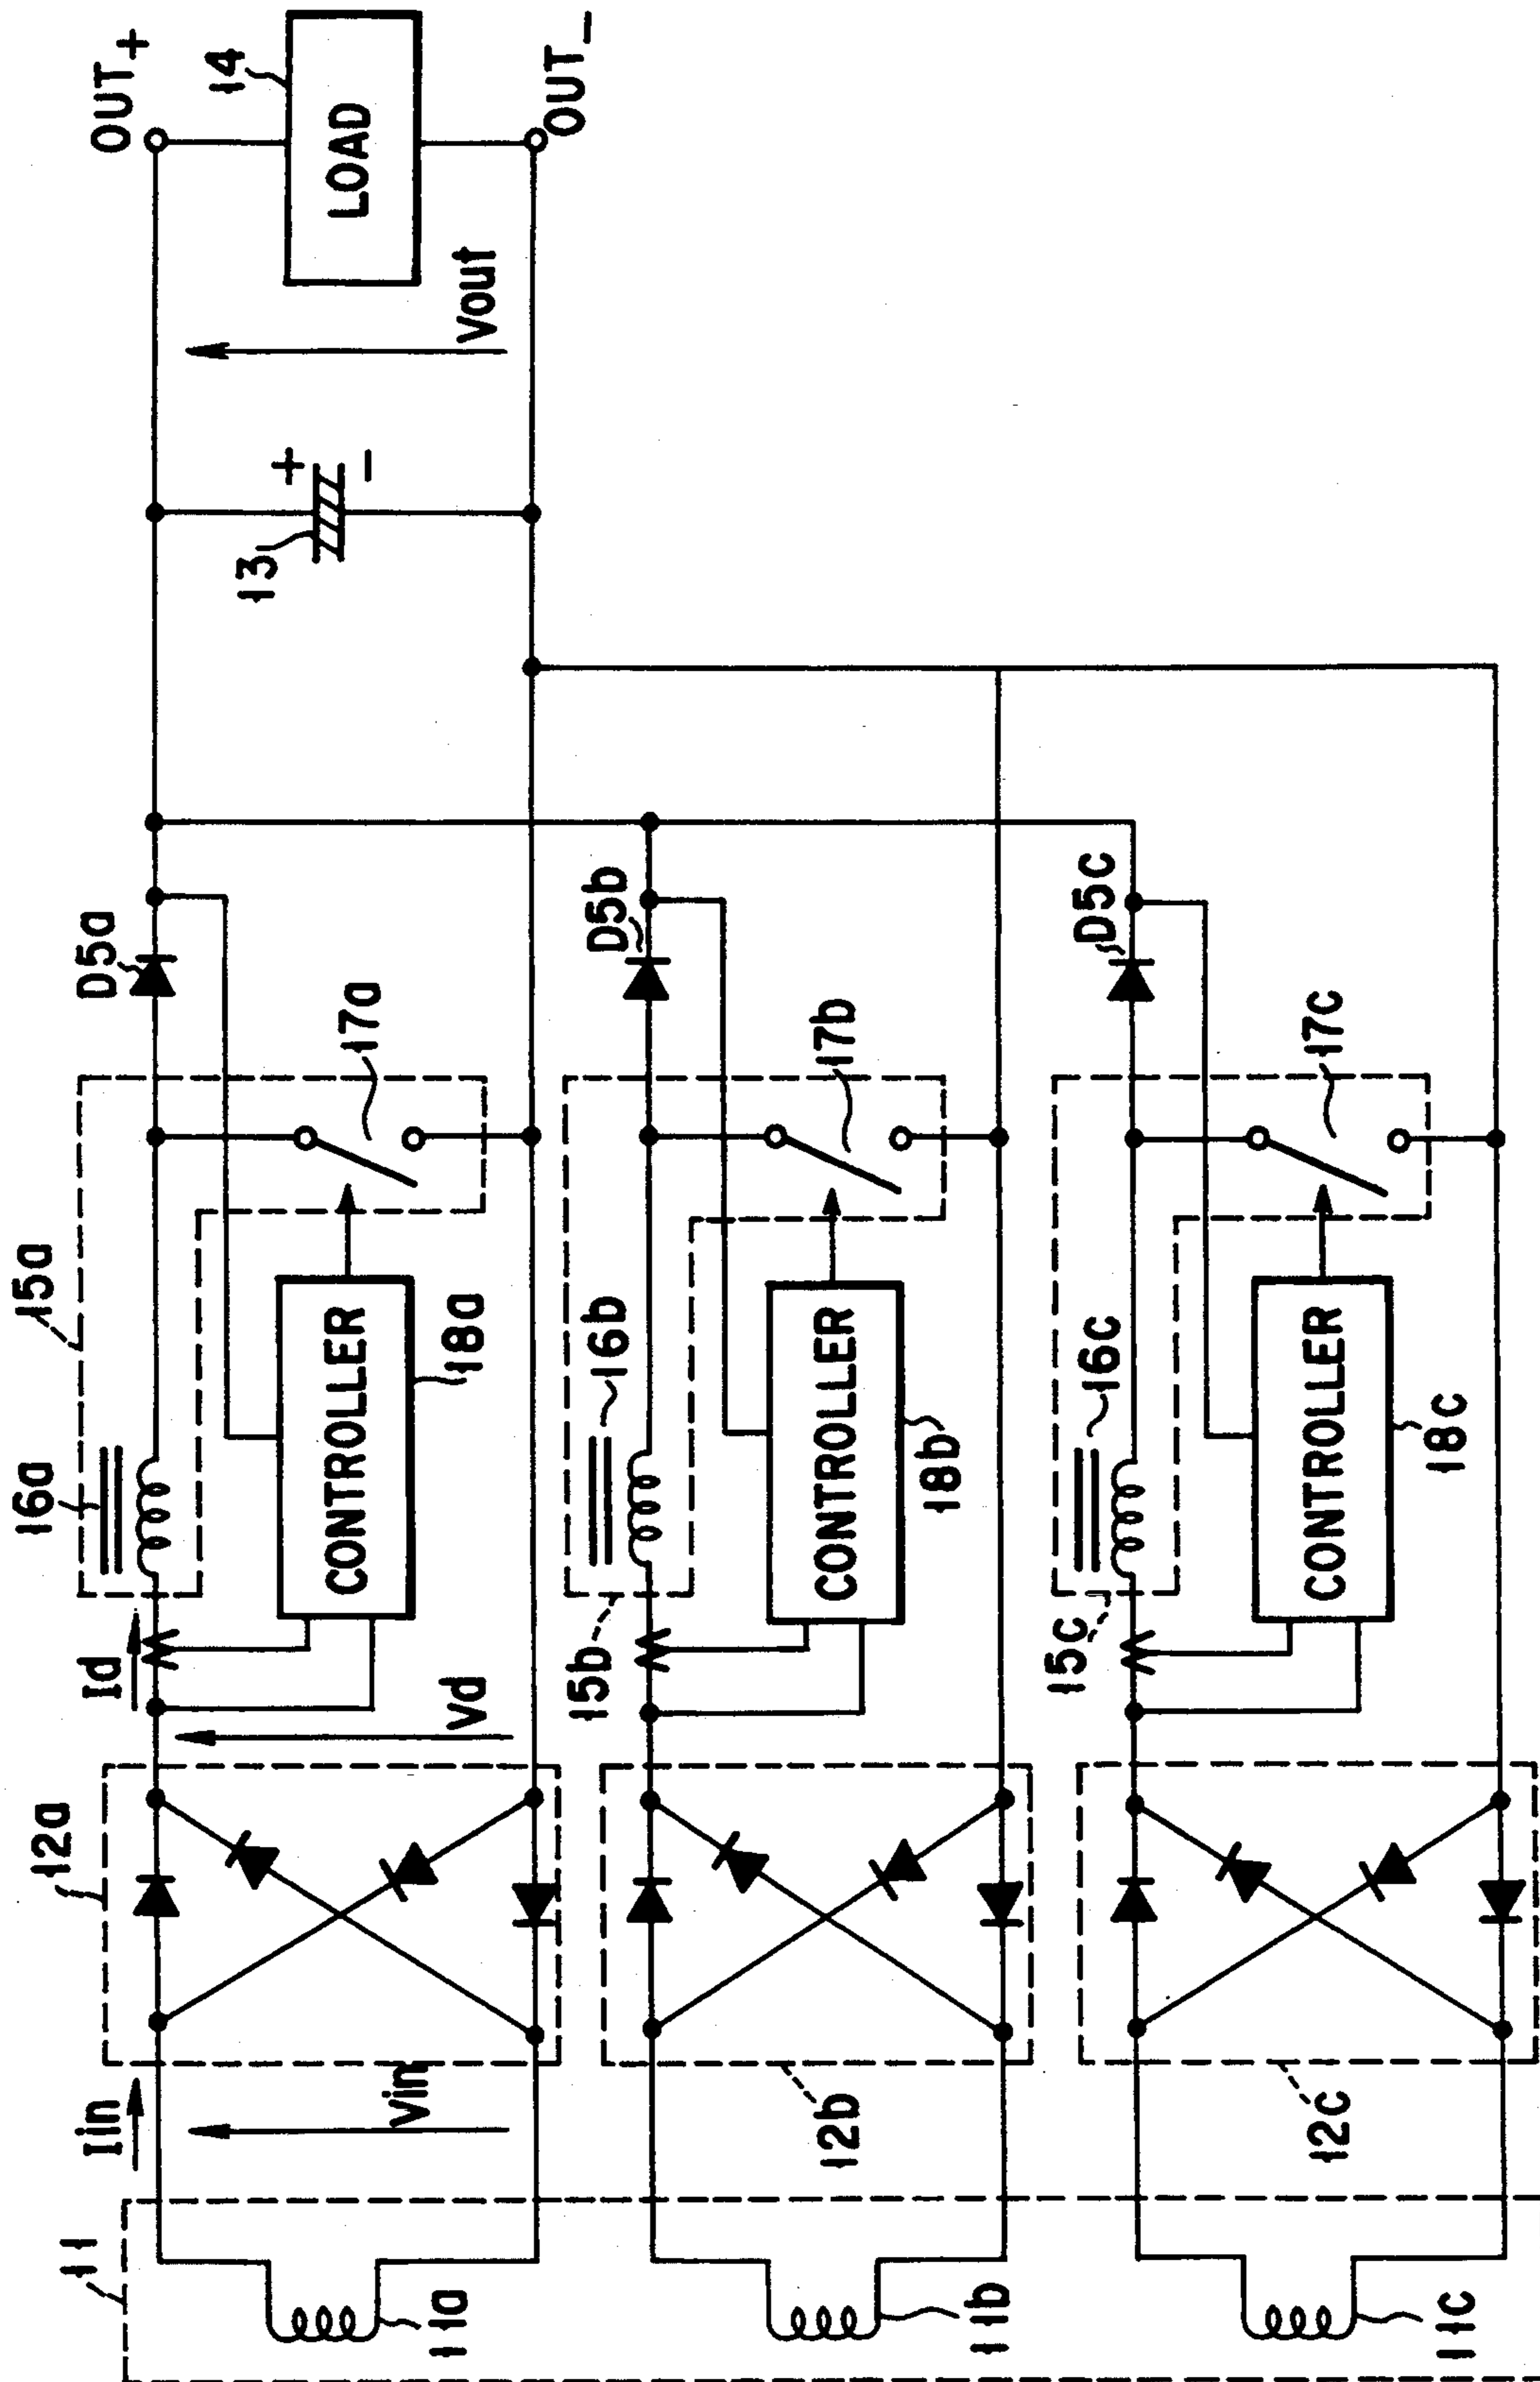 OUT+
14
LOAD
OUT-
Vout
13
+
-
D5a
17a
15a
16a
CONTROLLER
18a
Id
Vd
12a
Iin
Vin
11
11a
D5b
17b
16b
CONTROLLER
18b
15b
12b
11b
D5c
17c
16c
CONTROLLER
18c
15c
12c
11c